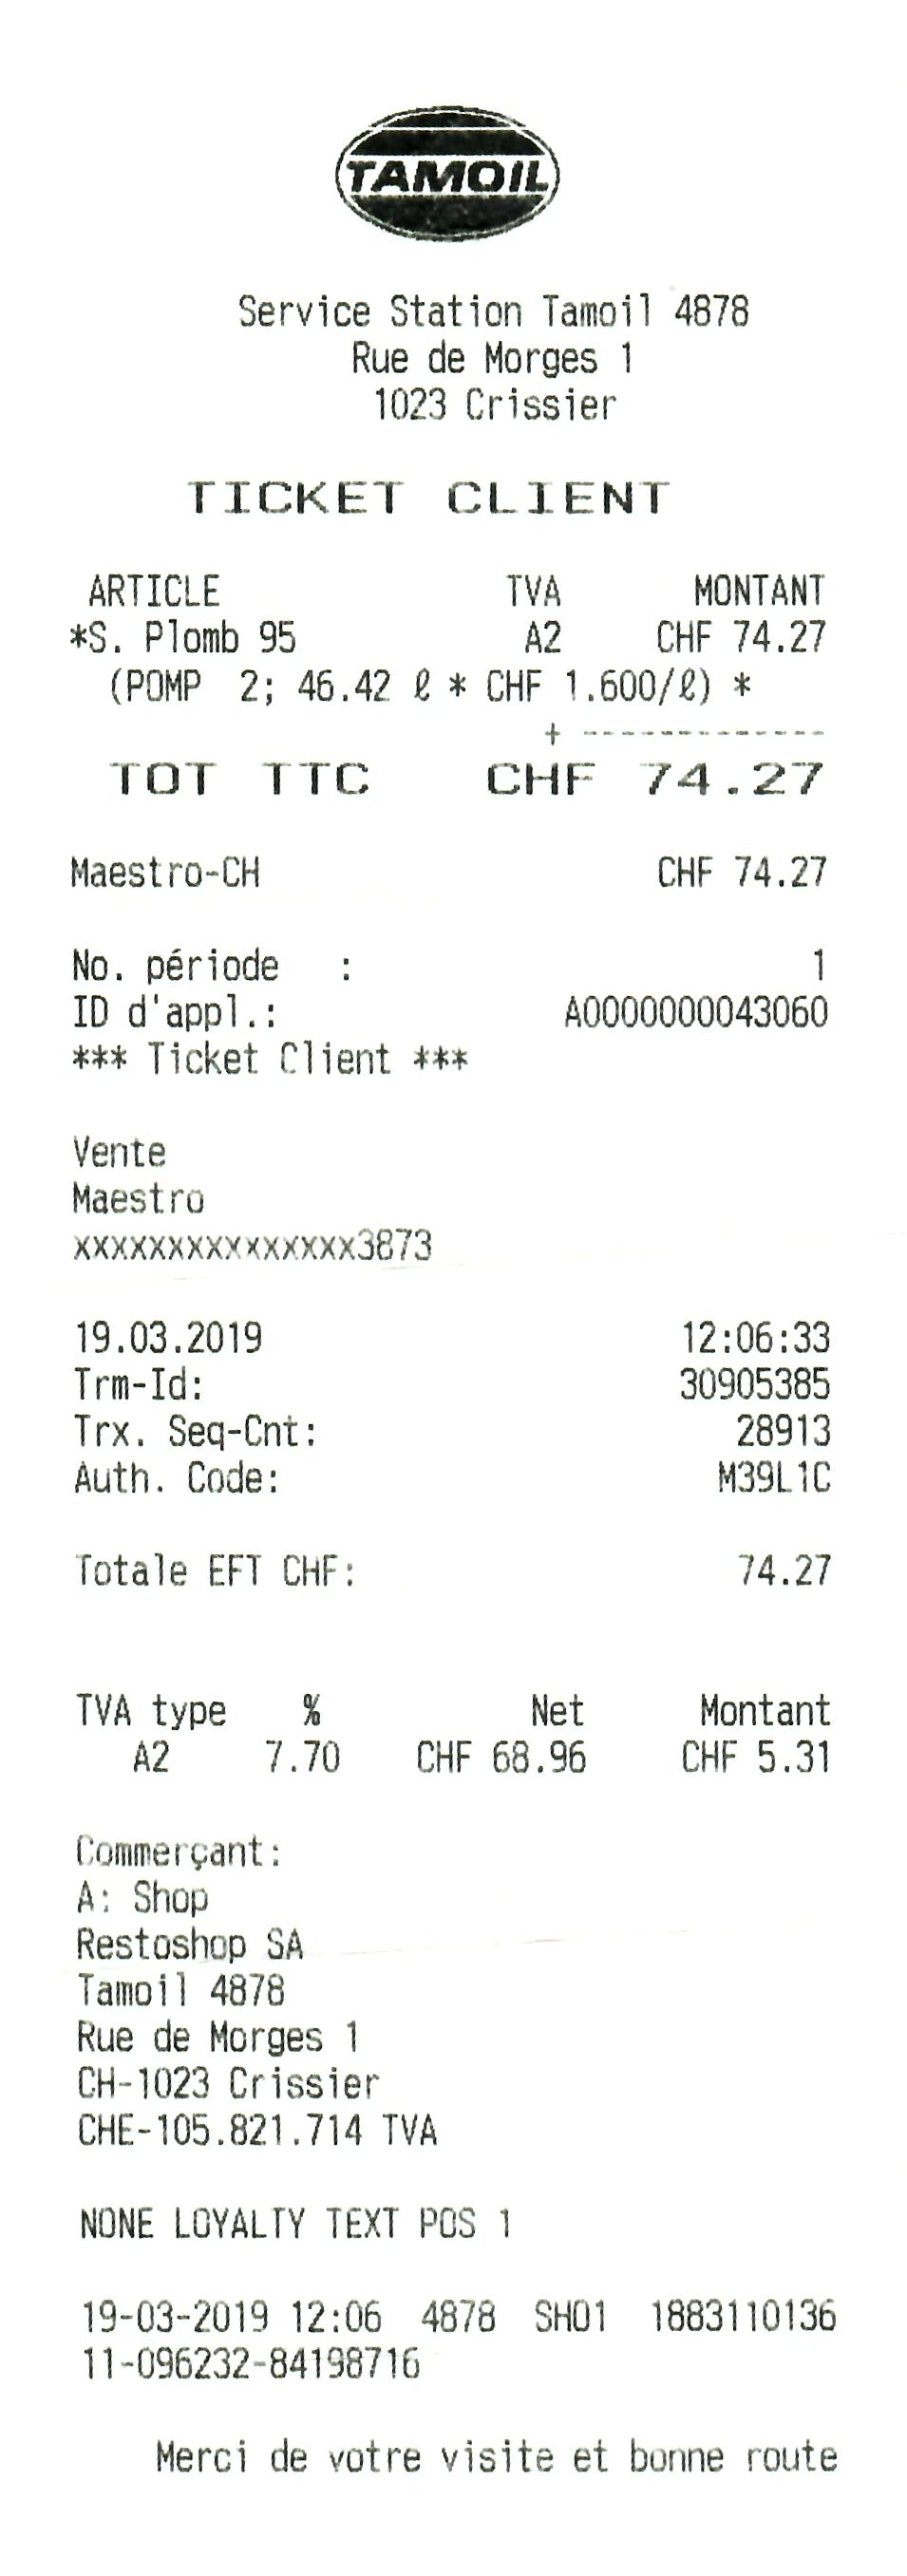 TAMOIL
Service Station Tamoil 4878
Rue de Morges 1
1023 Crissier
TICKET CLIENT
ARTICLE TVA MONTANT
*S. Plomb 95 A2 CHF 74.27
(POMP 2; 46.42 ℓ * CHF 1.600/ℓ) *
+ -------------
TOT TTC CHF 74.27
Maestro-CH CHF 74.27
No. période : 1
ID d'appl.: A0000000043060
*** Ticket Client ***
Vente
Maestro
xxxxxxxxxxxxxxx3873
19.03.2019 12:06:33
Trm-Id: 30905385
Trx. Seq-Cnt: 28913
Auth. Code: M39L1C
Totale EFT CHF: 74.27
TVA type % Net Montant
A2 7.70 CHF 68.96 CHF 5.31
Commerçant:
A: Shop
Restoshop SA
Tamoil 4878
Rue de Morges 1
CH-1023 Crissier
CHE-105.821.714 TVA
NONE LOYALTY TEXT POS 1
19-03-2019 12:06 4878 SH01 1883110136
11-096232-84198716
Merci de votre visite et bonne route